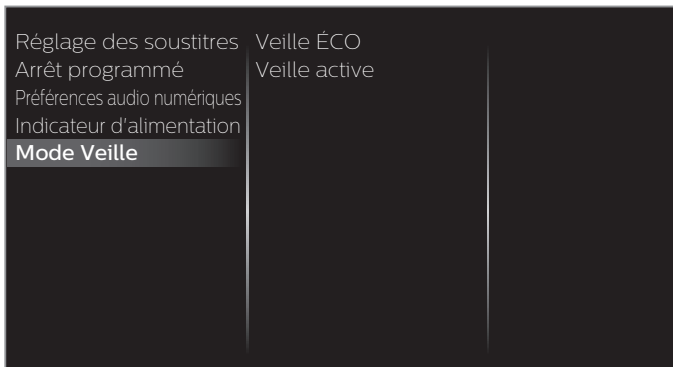 Réglage des soustitres
Arrêt programmé
Préférences audio numériques
Indicateur d'alimentation
Mode Veille
Veille ÉCO
Veille active